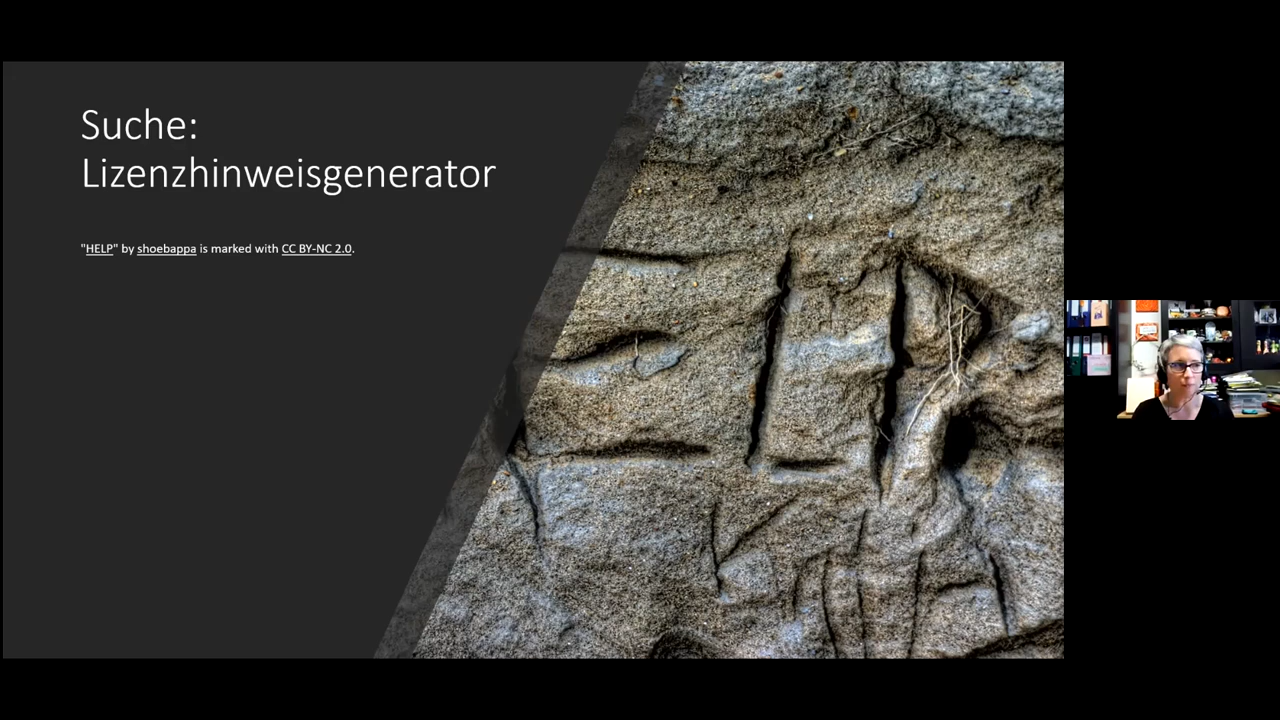 Suche:
Lizenzhinweisgenerator
"HELP" by shoebappa is marked with CC BY-NC 2.0.